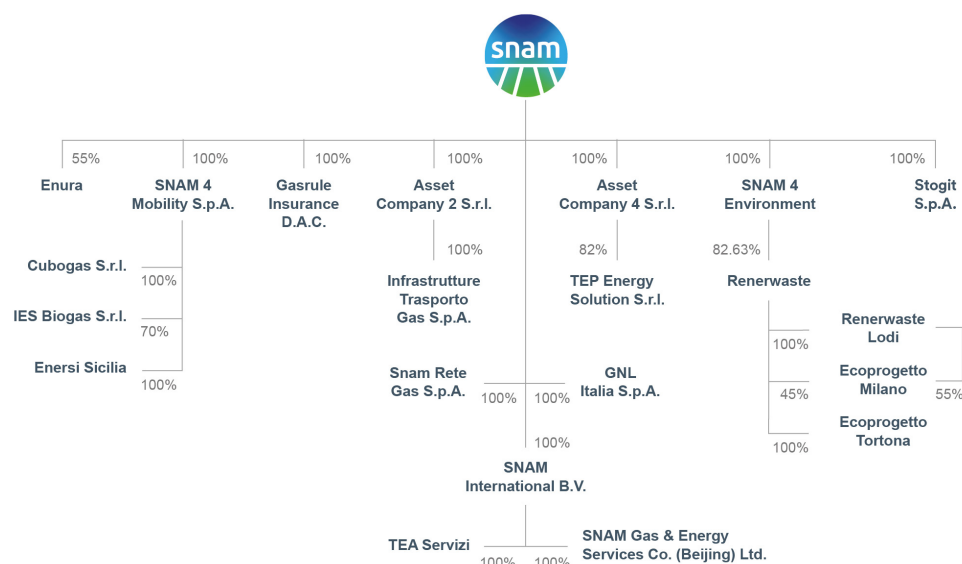 snam
55%
100%
100%
100%
100%
100%
100%
Enura
SNAM 4
Mobility S.p.A.
Gasrule
Insurance
D.A.C.
Asset
Company 2 S.r.l.
Asset
Company 4 S.r.l.
SNAM 4
Environment
Stogit
S.p.A.
100%
82%
82.63%
Cubogas S.r.l.
100%
IES Biogas S.r.l.
70%
Enersi Sicilia
100%
Infrastrutture
Trasporto
Gas S.p.A.
TEP Energy
Solution S.r.l.
Renerwaste
Renerwaste
Lodi
100%
Ecoprogetto
Milano
45%
55%
Ecoprogetto
Tortona
100%
Snam Rete
Gas S.p.A.
100%
100%
GNL
Italia S.p.A.
100%
SNAM
International B.V.
TEA Servizi
100%
100%
SNAM Gas & Energy
Services Co. (Beijing) Ltd.